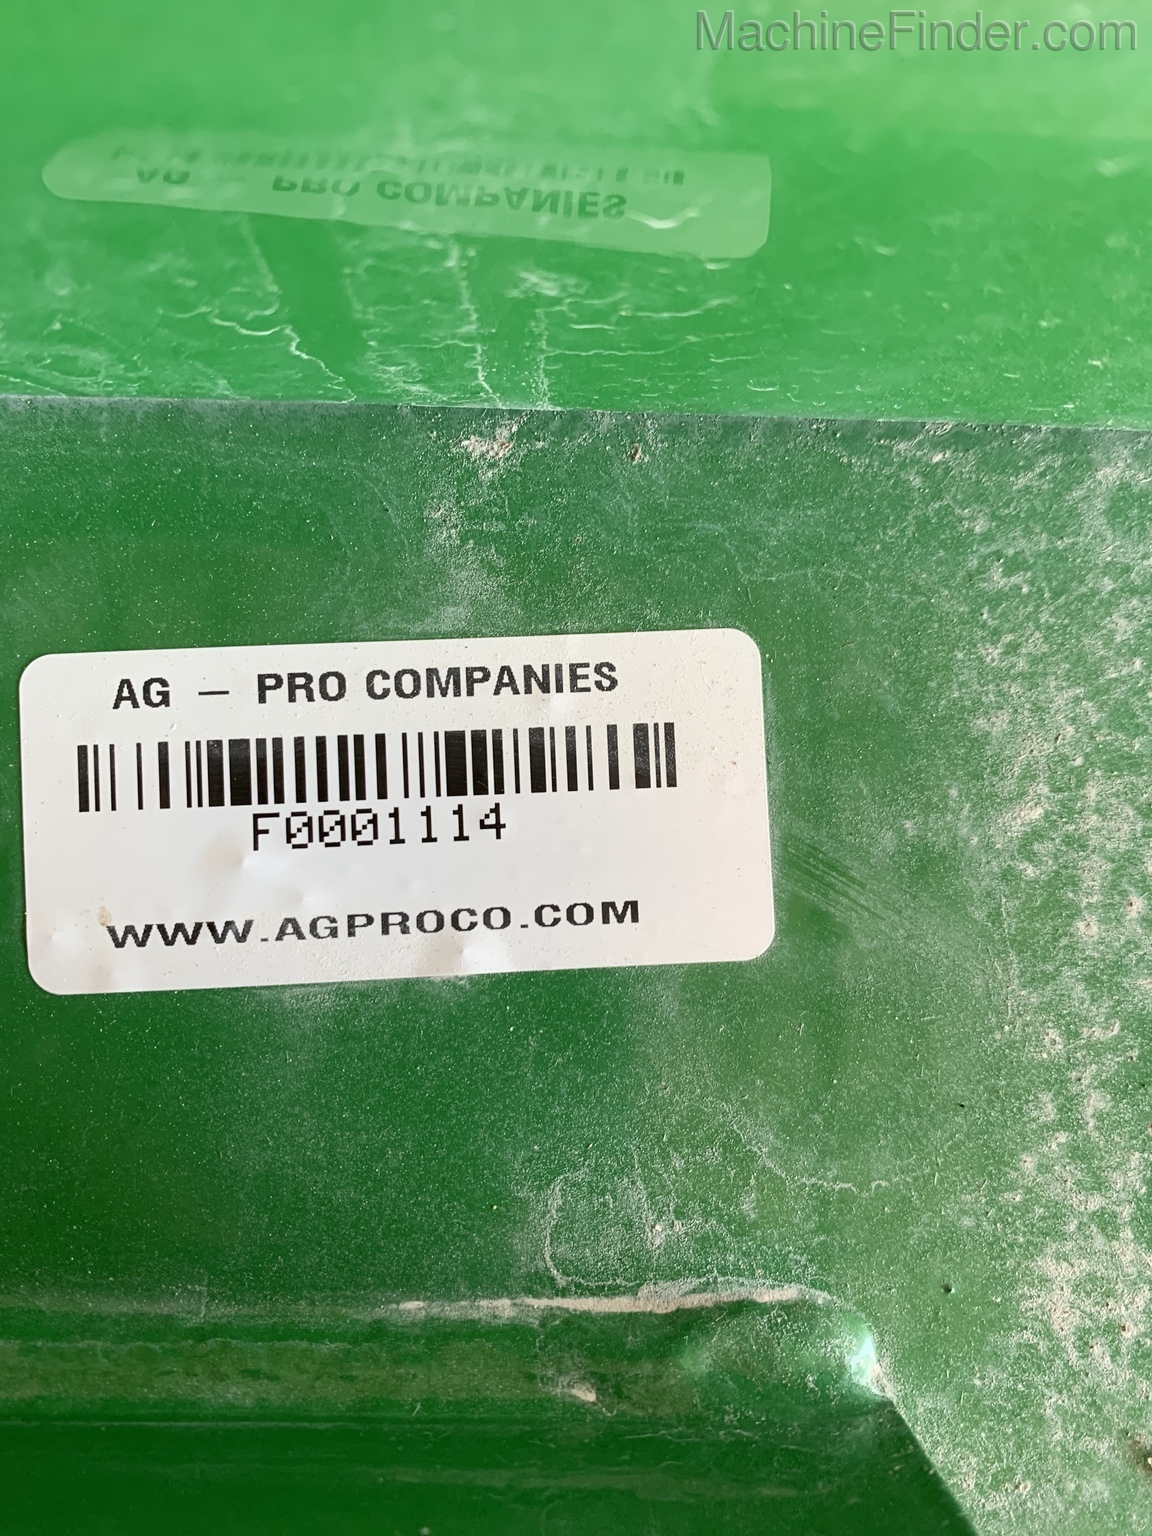 MachineFinder.com
AG - PRO COMPANIES
AG — PRO COMPANIES
F0001114
WWW.AGPROCO.COM